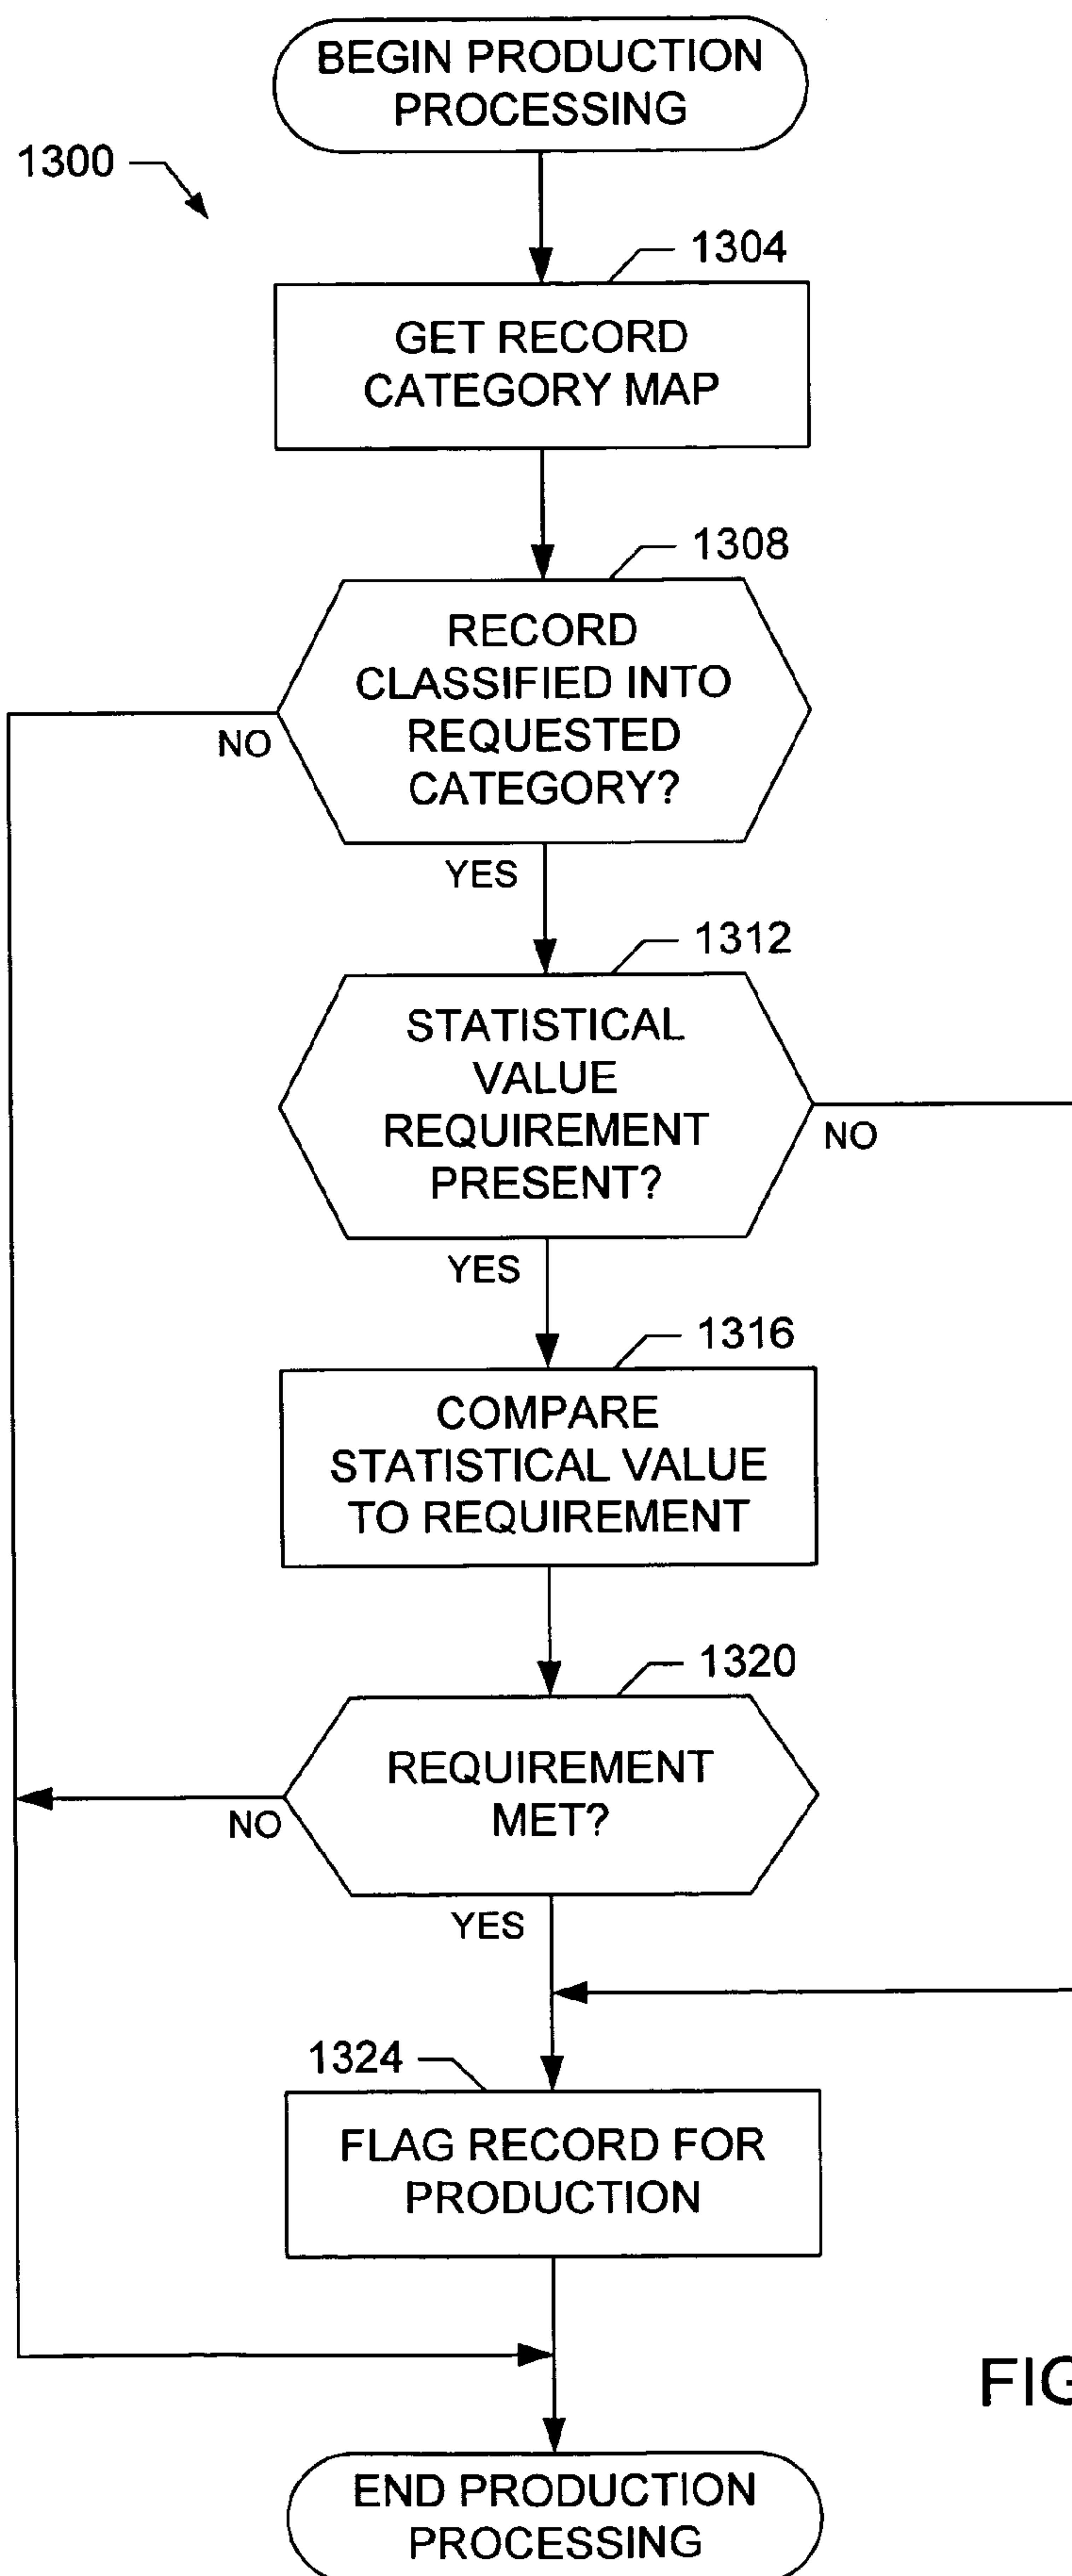 BEGIN PRODUCTION
PROCESSING
1300
1304
GET RECORD
CATEGORY MAP
1308
RECORD
CLASSIFIED INTO
REQUESTED
CATEGORY?
NO
YES
1312
STATISTICAL
VALUE
REQUIREMENT
PRESENT?
NO
YES
1316
COMPARE
STATISTICAL VALUE
TO REQUIREMENT
1320
REQUIREMENT
MET?
NO
YES
1324
FLAG RECORD FOR
PRODUCTION
FIG
END PRODUCTION
PROCESSING